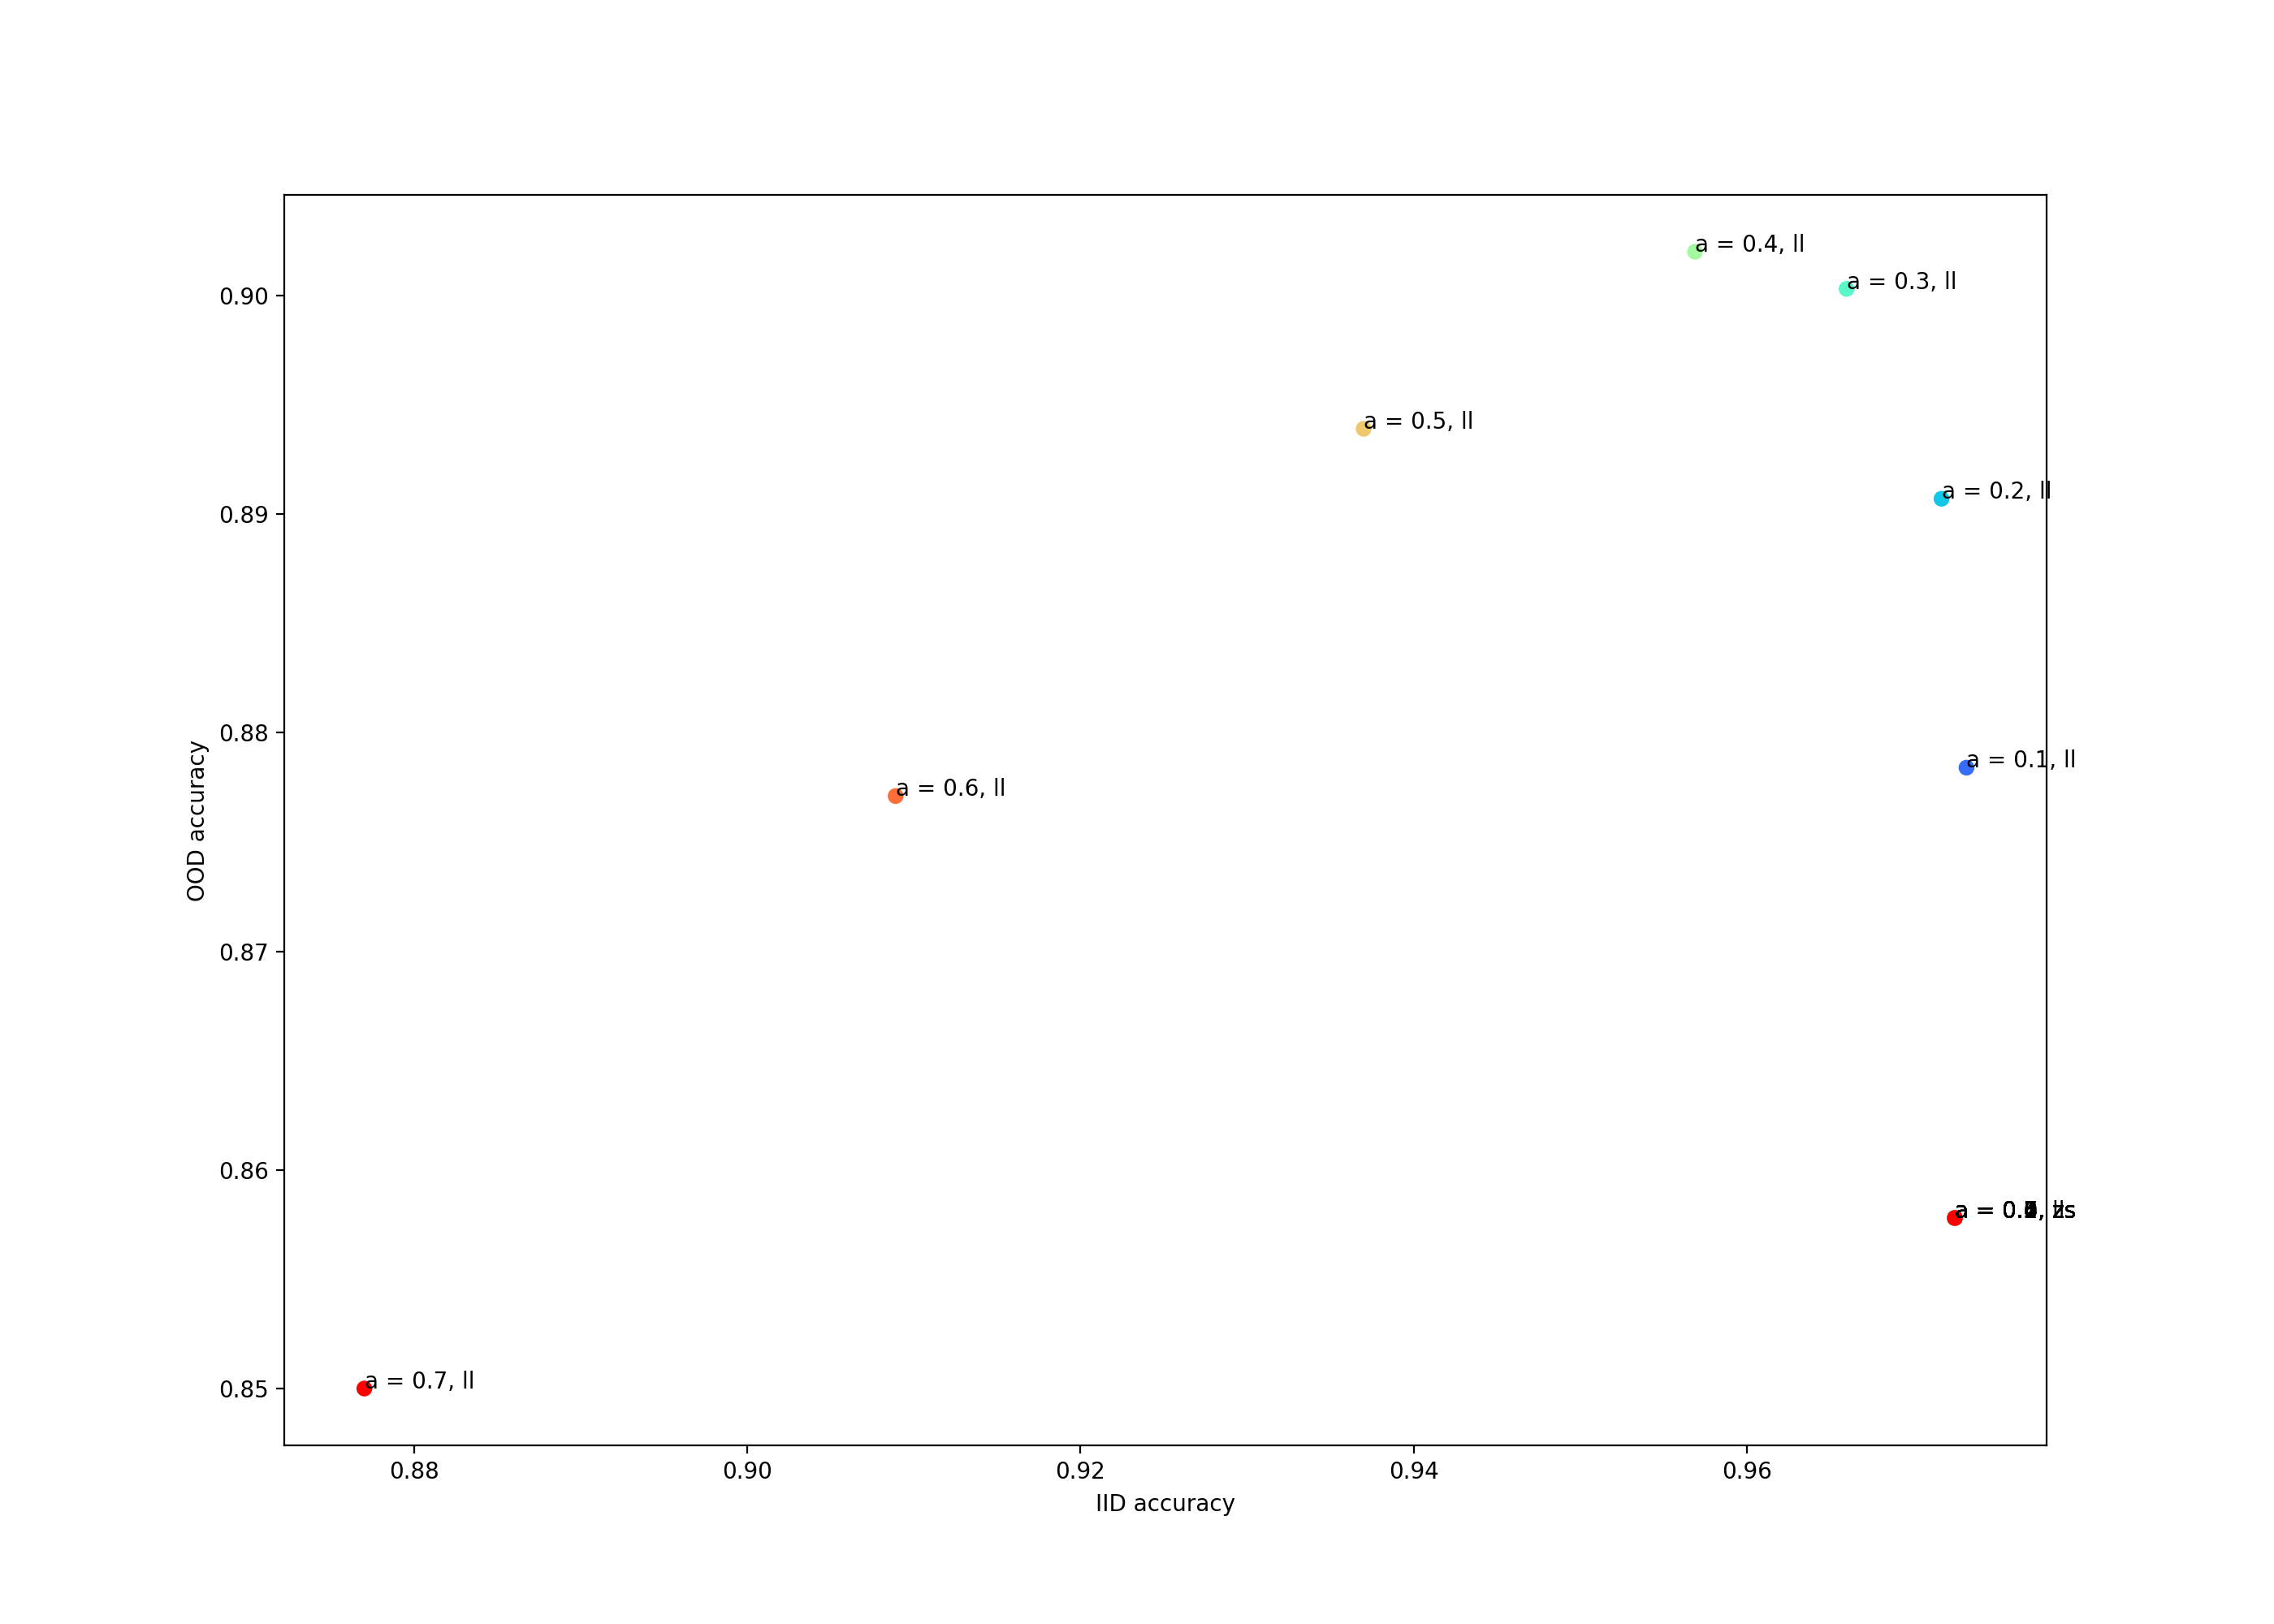 a = 0.4, ll
a = 0.3, ll
0.90
a = 0.5, ll
a = 0.2, ll
0.89
0.88
a = 0.1, ll
a = 0.6, ll
OOD accuracy
0.87
0.86
a = 0.7, ll
0.85
0.88
0.90
0.92
0.94
0.96
IID accuracy